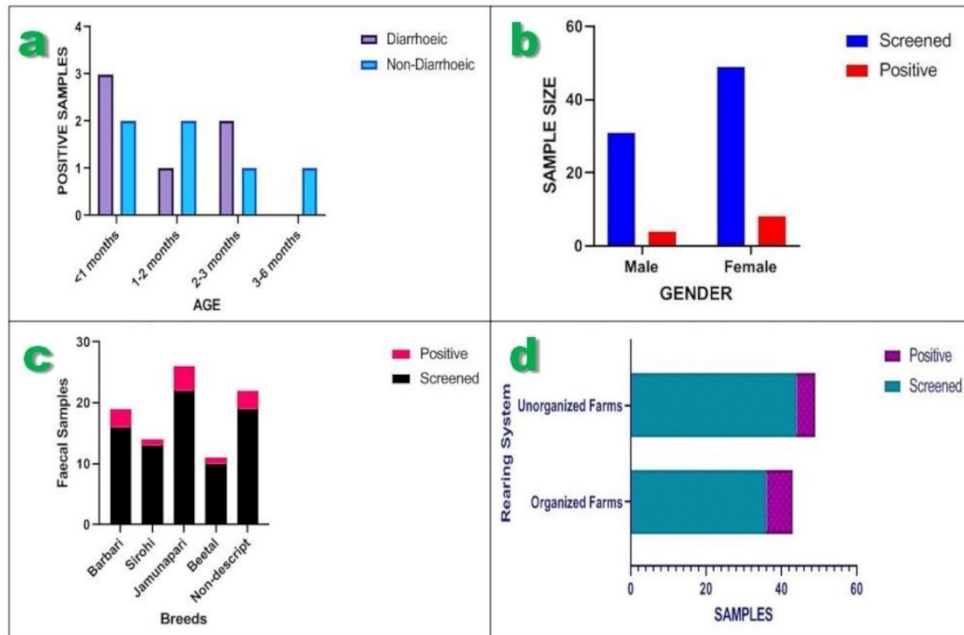 a
POSITIVE SAMPLES
4
3
2
1
0
Diarrhoeic
Non-Diarrhoeic
<1 months
1-2 months
2-3 months
3-6 months
AGE
b
SAMPLE SIZE
60
40
20
0
Screened
Positive
Male Female
GENDER
c
Faecal Samples
30
20
10
0
Positive
Screened
Barbari
Sirohi
Jamunapari
Beetal
Non-descript
Breeds
d
Rearing System
Unorganized Farms
Organized Farms
Positive
Screened
0 20 40 60
SAMPLES